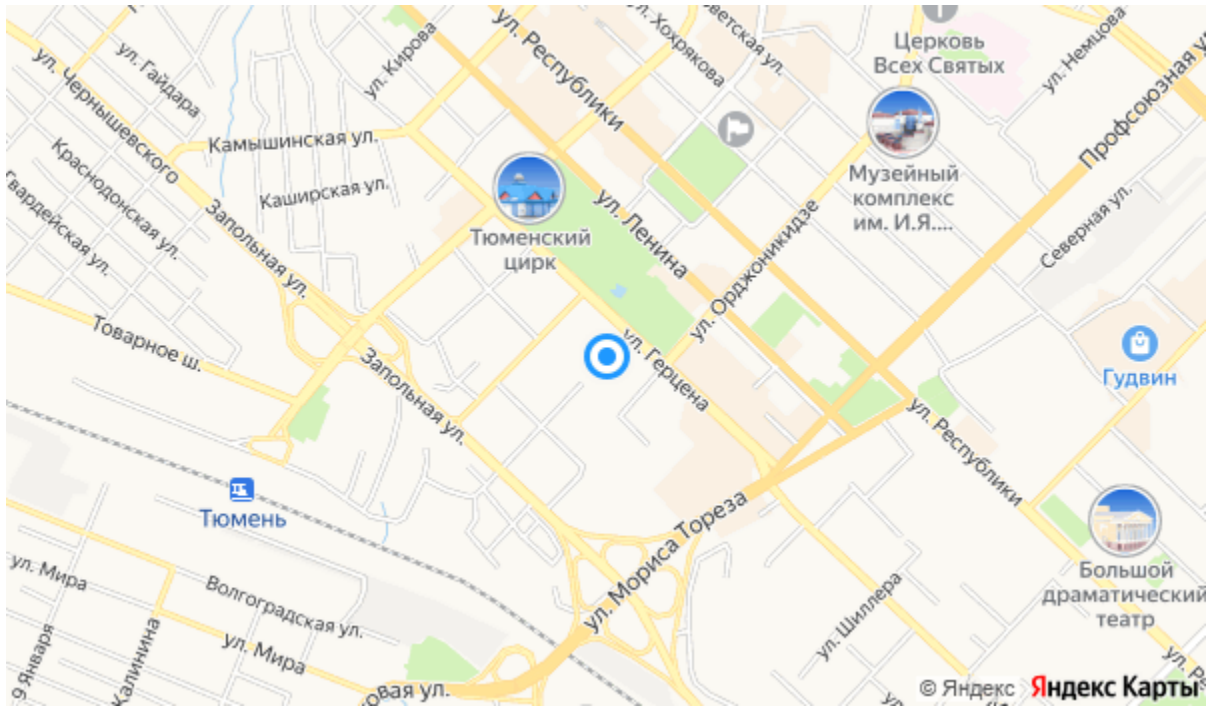 ул. Гайдара
ул. Чернышевского
ул. Кирова
ул. Республики
ул. Хохрякова
Церковь
Всех Святых
ул. Немцова
Профсоюзная
Камышинская ул.
Краснодонская ул.
Каширская ул.
Гвардейская ул.
Запольная ул.
Тюменский
цирк
ул. Ленина
ул. Орджоникидзе
Музейный
комплекс
им. И.Я....
Северная ул.
Товарное ш.
Запольная ул.
ул. Герцена
Гудвин
ул. Республики
Тюмень
ул. Мориса Тореза
Большой
драматический
театр
ул. Мира
Волгоградская ул.
ул. Шиллера
ул. Мира
9 Января
Калинина
© Яндекс Яндекс Карты